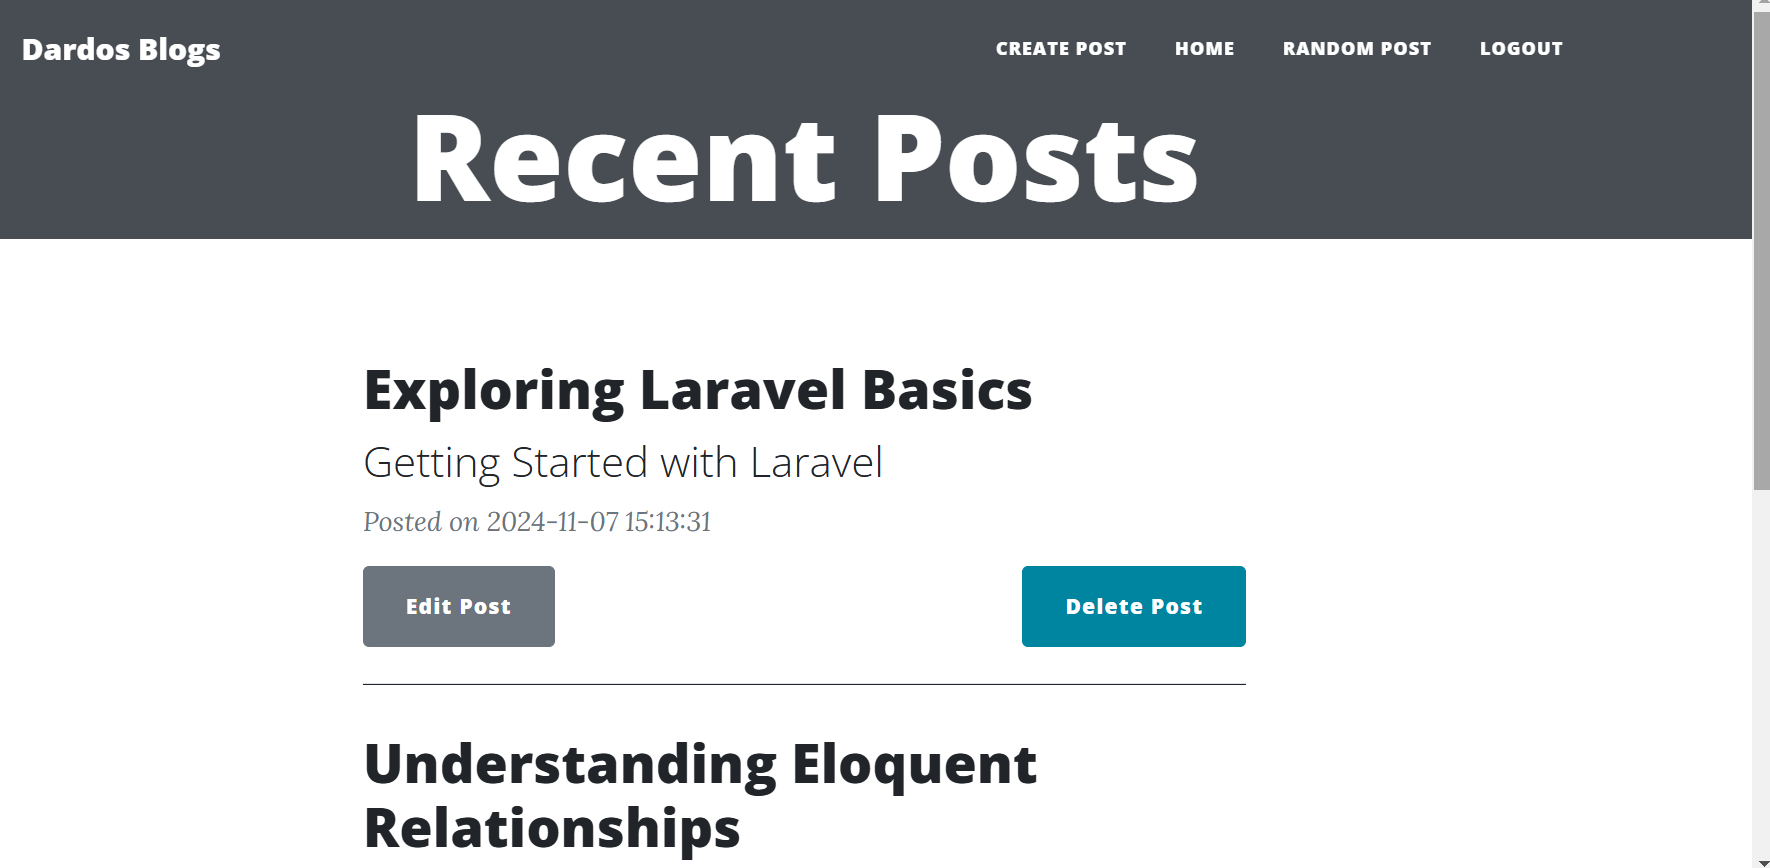 Dardos Blogs
CREATE POST HOME RANDOM POST LOGOUT
Recent Posts
Exploring Laravel Basics
Getting Started with Laravel
Posted on 2024-11-07 15:13:31
Edit Post
Delete Post
Understanding Eloquent
Relationships